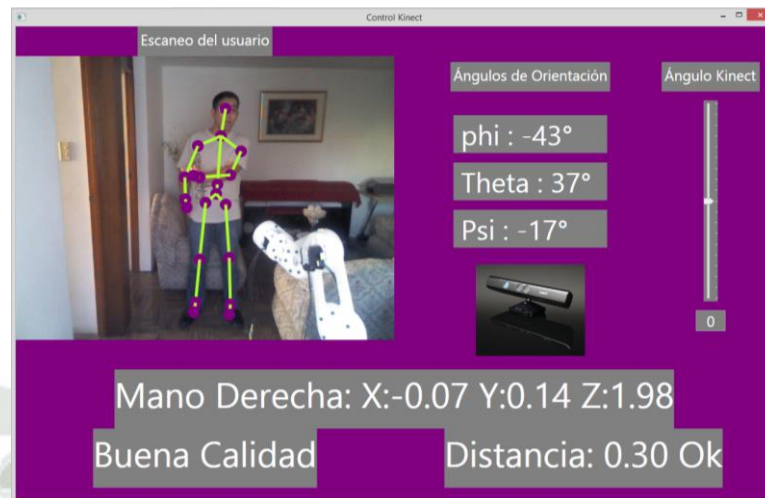 Control Kinect
Escaneo del usuario
Ángulos de Orientación
Ángulo Kinect
phi : -43°
Theta : 37°
Psi : -17°
0
Mano Derecha: X:-0.07 Y:0.14 Z:1.98
Buena Calidad
Distancia: 0.30 Ok